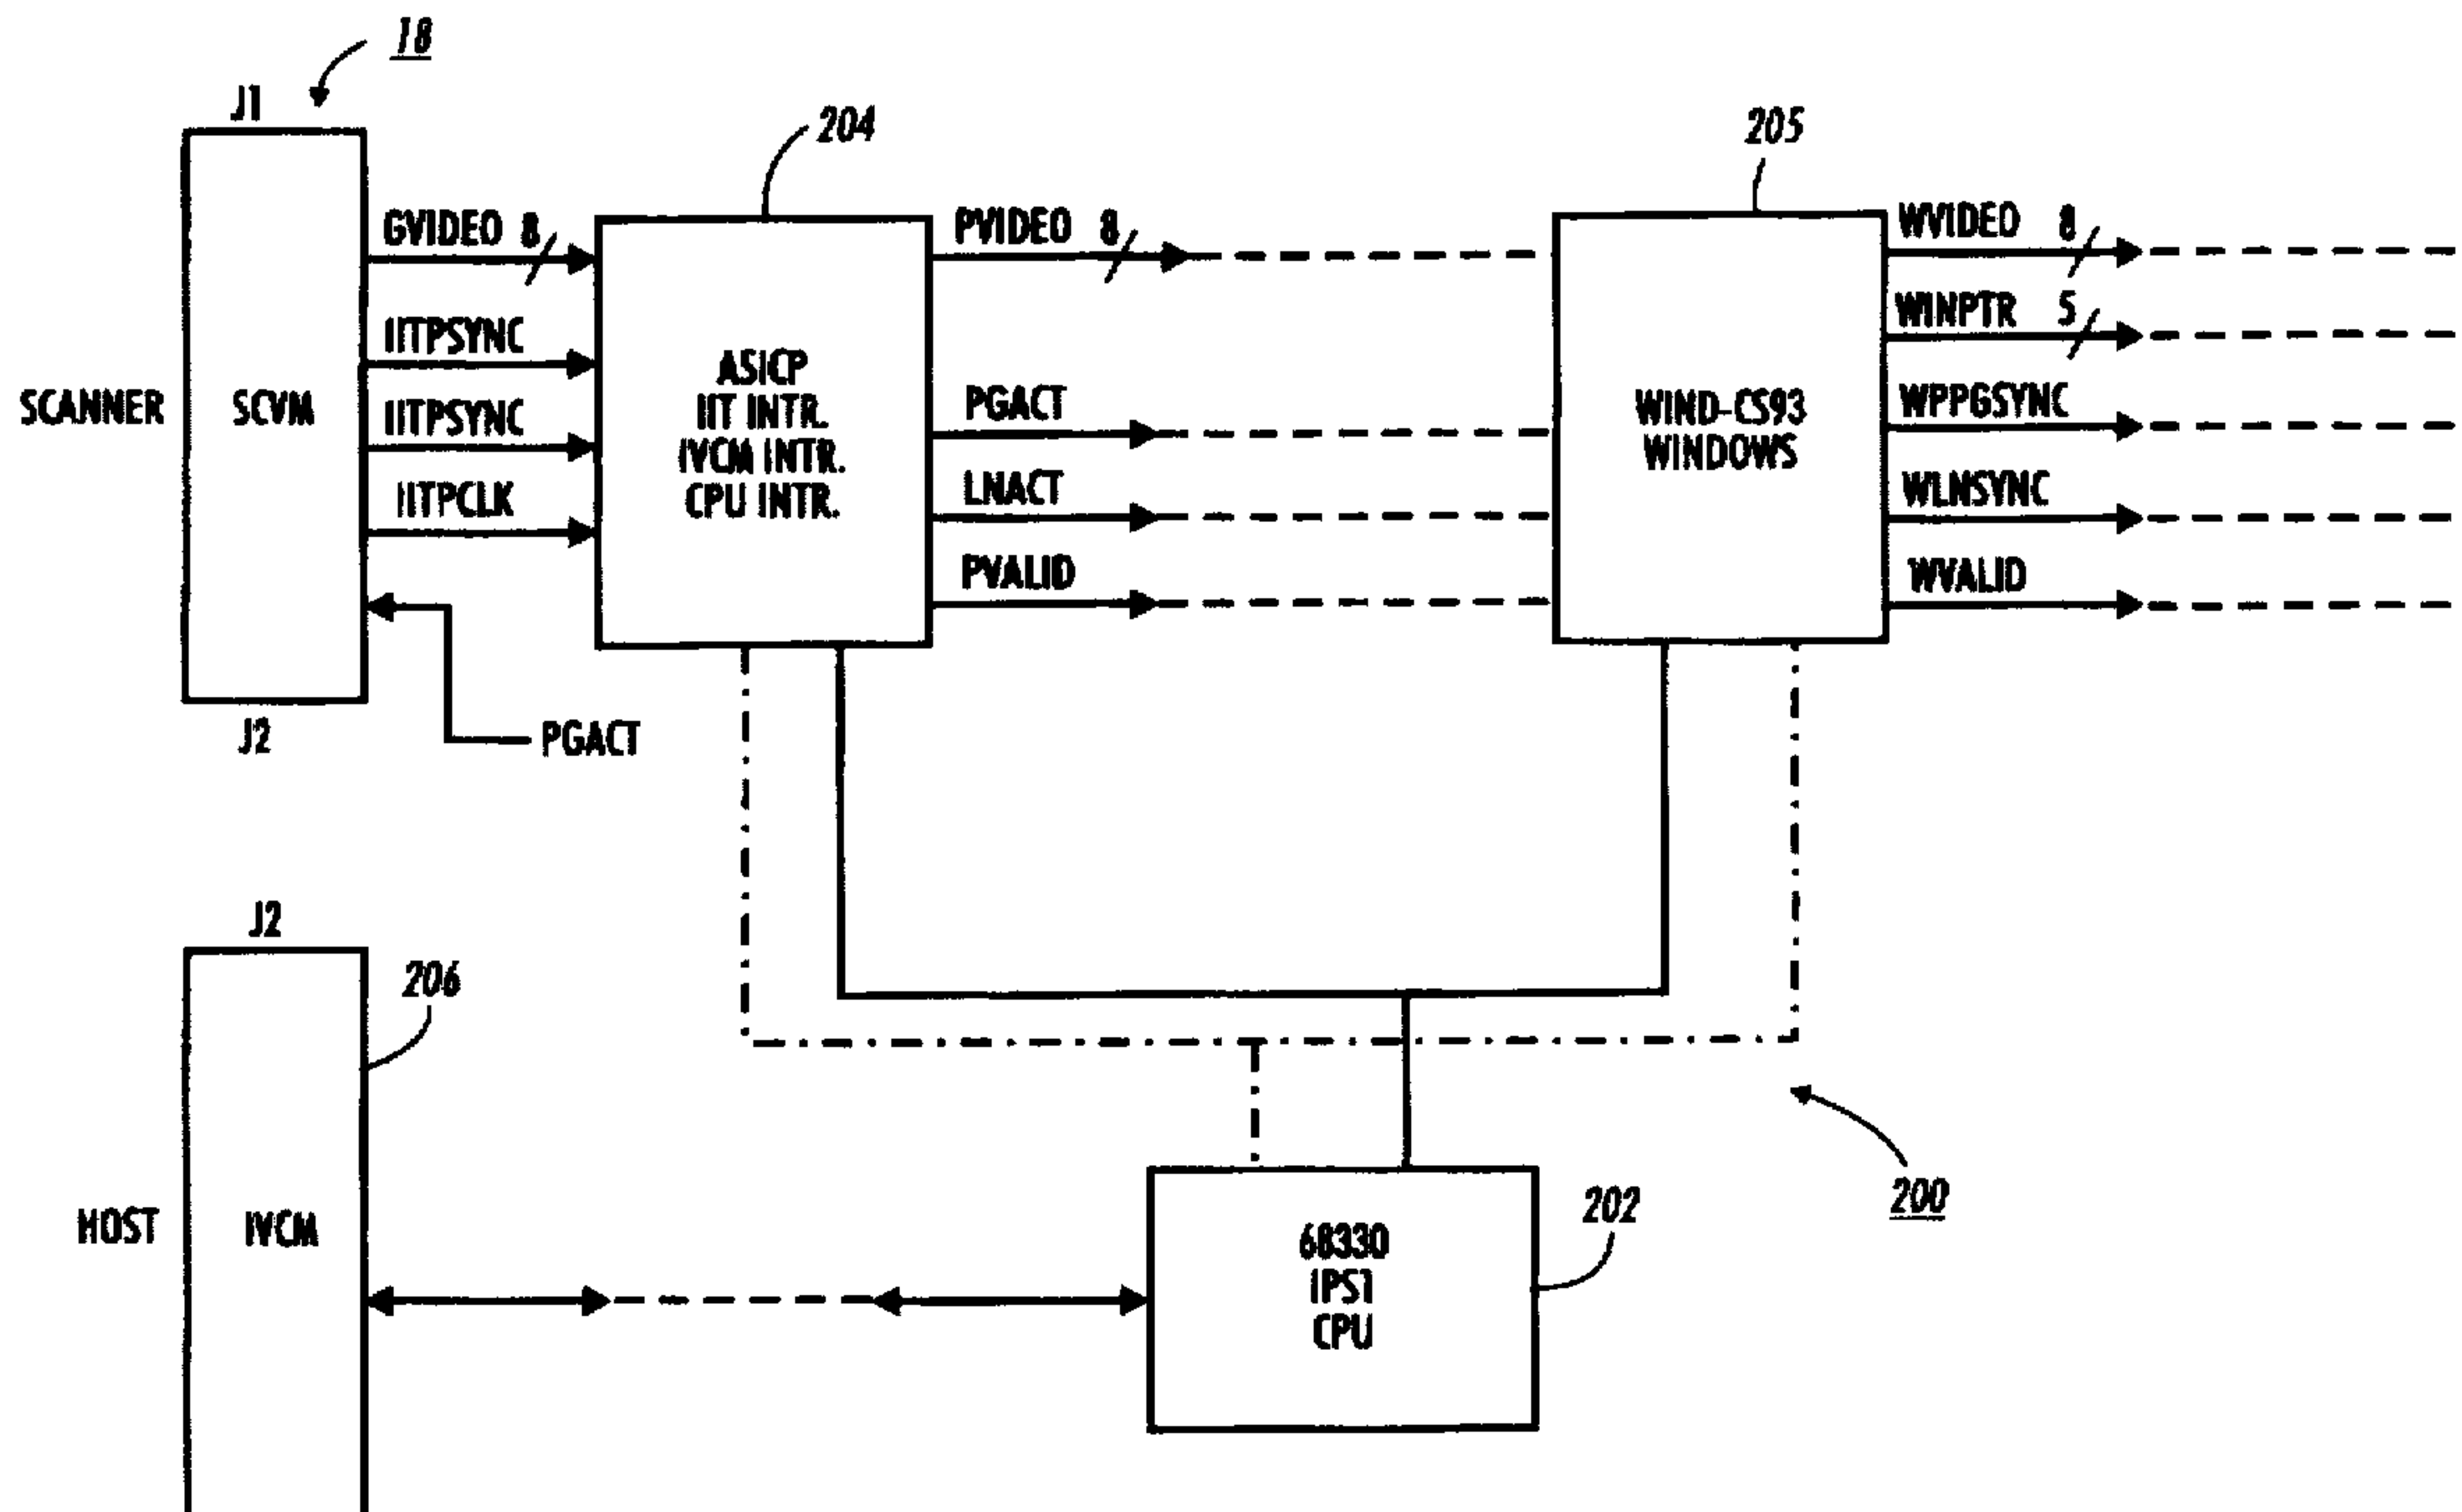 18
J1
204
205
GVIDEO 8
PVIDEO 8
WVIDEO 8
WINPTR 5
IITPSYNC
SCANNER
SCVM
IITPSYNC
IITPCLK
ASICP
IIT INTR.
IVCM INTR.
CPU INTR.
PGACT
LNACT
PVALID
WIND-CS93
WINDOWS
WPPGSYNC
WLNSYNC
WVALID
J2
PGACT
J2
206
HOST
IVCM
68330
IPS1
CPU
202
200